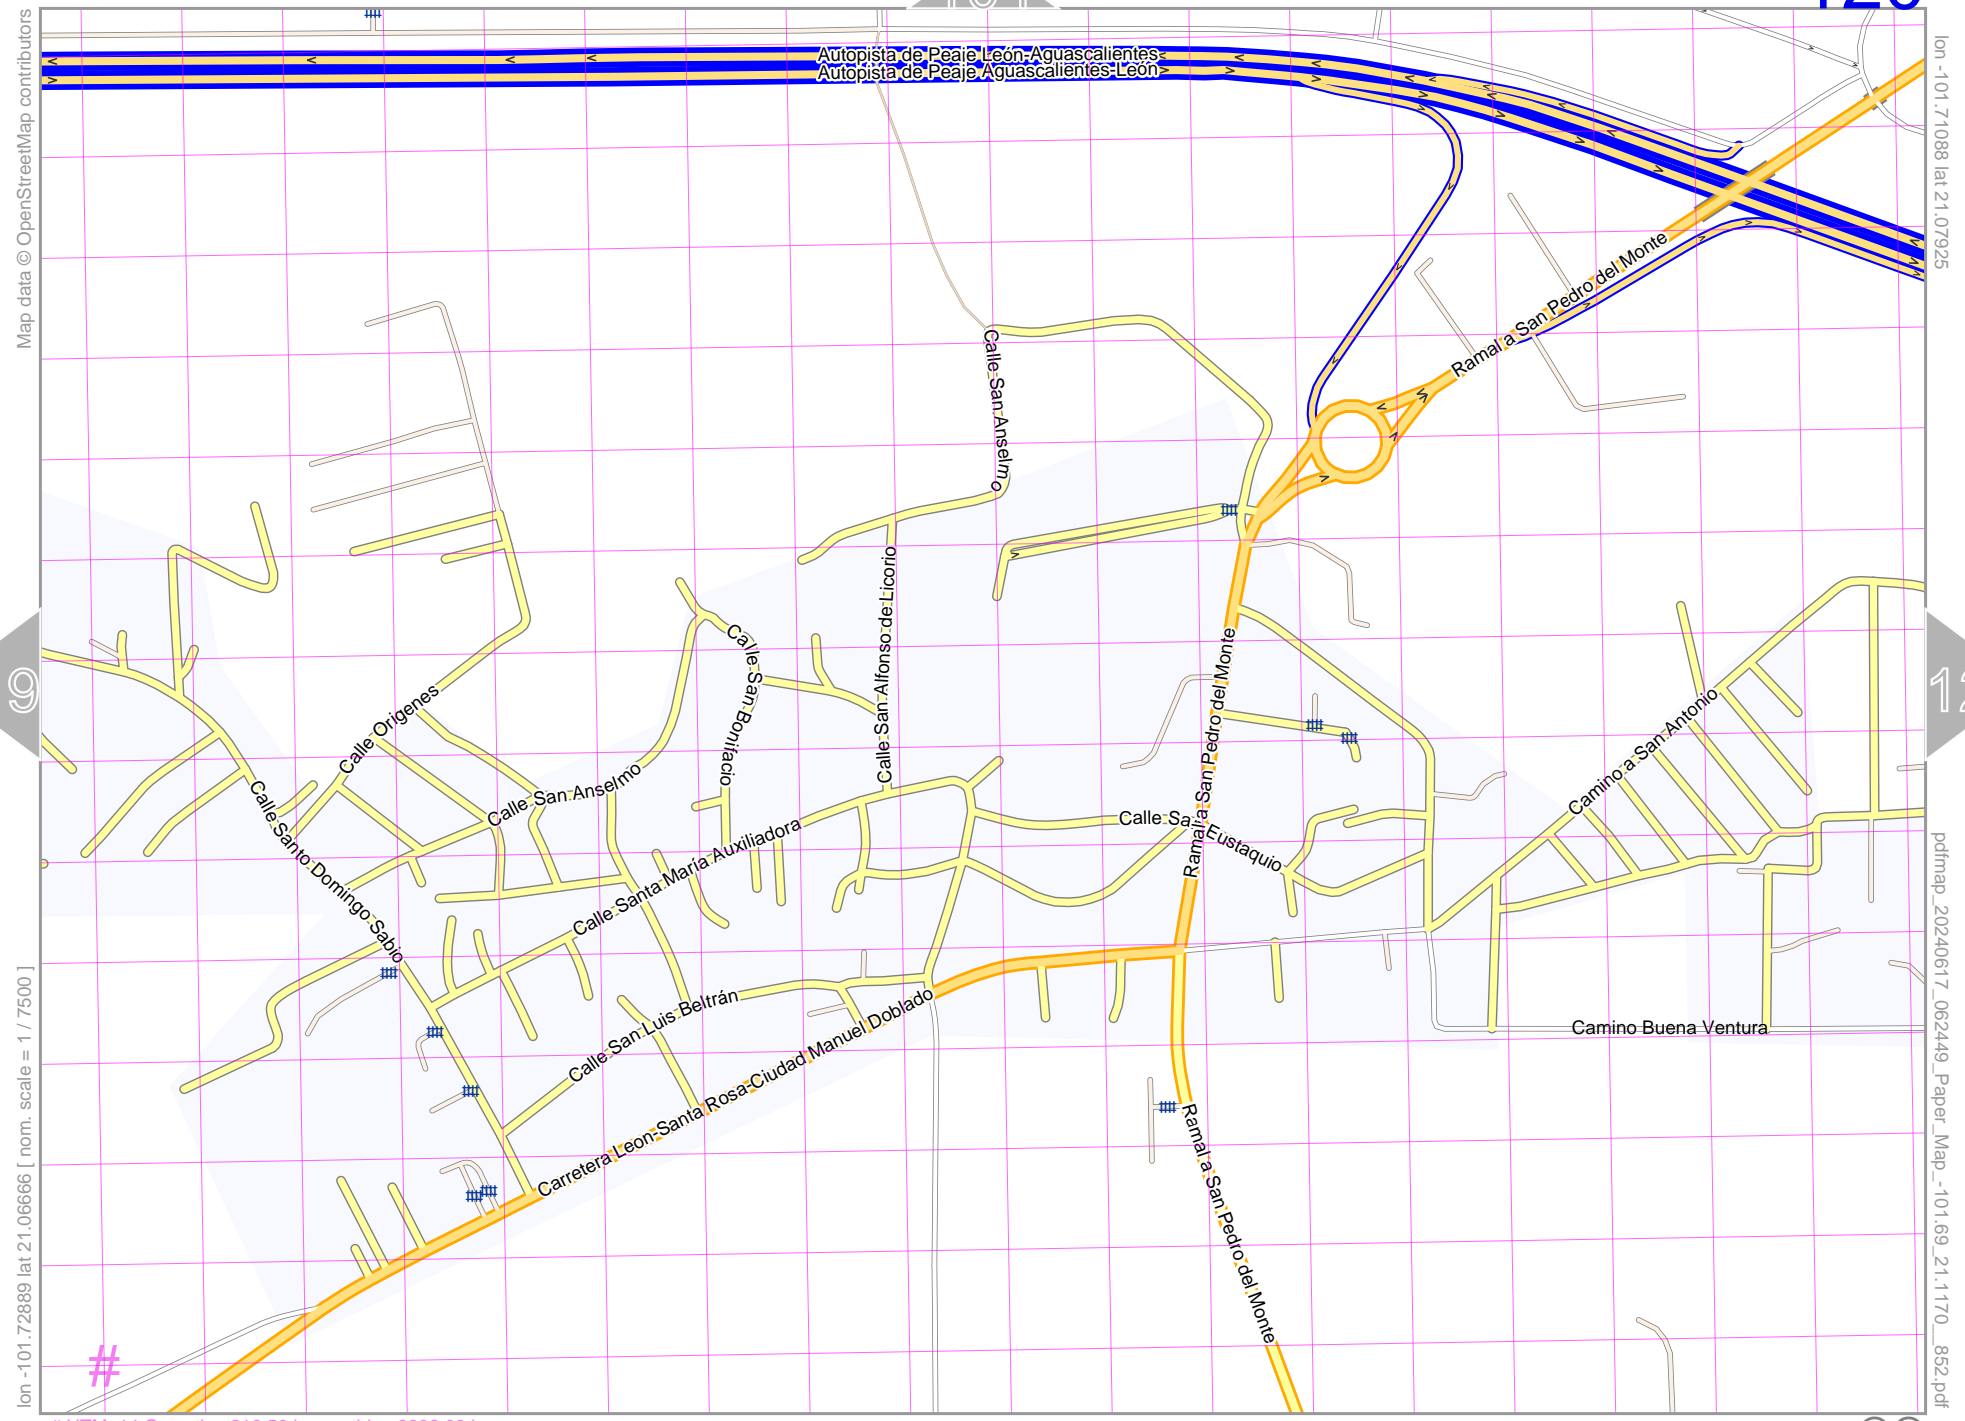 Map data © OpenStreetMap contributors
lon -101.71088 lat 21.07925
Autopista de Peaje León-Aguascalientes
Autopista de Peaje Aguascalientes-León
Ramal a San Pedro del Monte
Calle San Anselmo
Calle San Alfonso de Licorio
Calle San Bonifacio
Ramal a San Pedro del Monte
Calle Origenes
Camino a San Antonio
Calle San Anselmo
Calle Santo Domingo Sabio
Calle Santa María Auxiliadora
Calle San Eustaquio
Calle San Luis Beltrán
Carretera Leon-Santa Rosa-Ciudad Manuel Doblado
Camino Buena Ventura
Ramal a San Pedro del Monte
lon -101.72889 lat 21.06666 [ nom. scale = 1 / 7500 ]
pdfmap_20240617_062449_Paper_Map_-101.69_21.1170__852.pdf
#